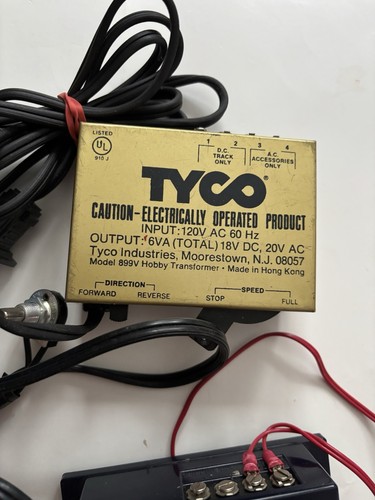 LISTED
UL
®
910 J
1 2 3 4
D.C. TRACK ONLY
A.C. ACCESSORIES ONLY
TYCO®
CAUTION-ELECTRICALLY OPERATED PRODUCT
INPUT: 120V AC 60 Hz
OUTPUT: 6VA (TOTAL) 18V DC, 20V AC
Tyco Industries, Moorestown, N.J. 08057
Model 899V Hobby Transformer • Made in Hong Kong
DIRECTION
FORWARD REVERSE
SPEED
STOP FULL